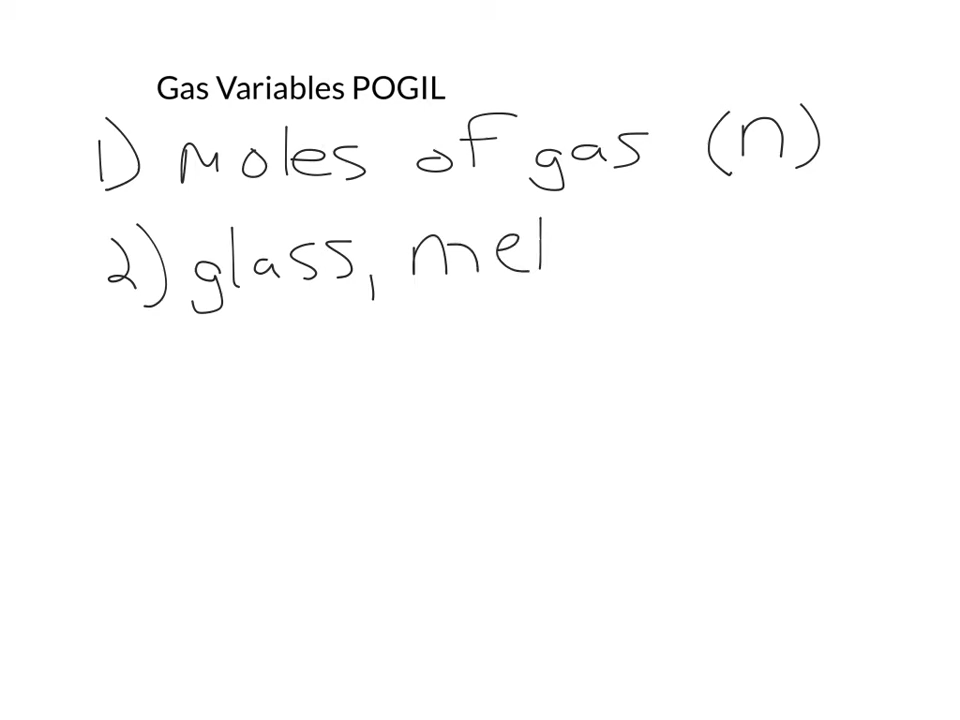 Gas Variables POGIL
1) Moles of gas (n)
2) glass, mel